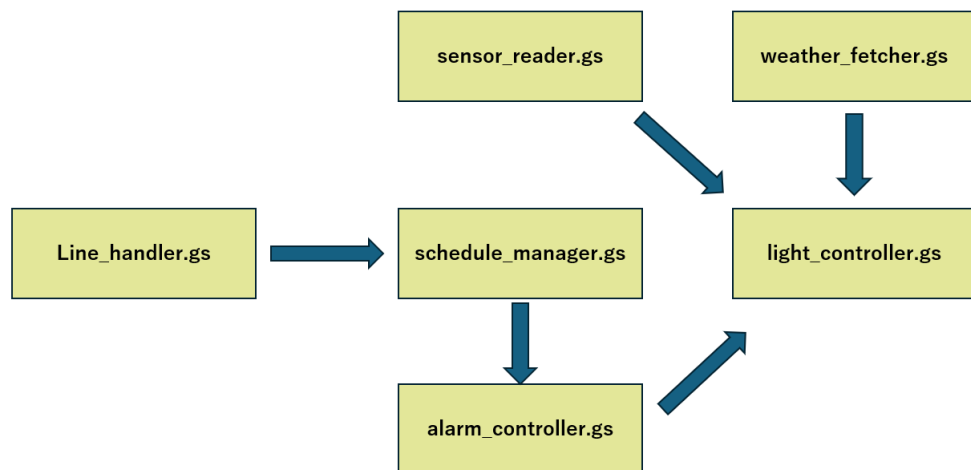 sensor_reader.gs
weather_fetcher.gs
Line_handler.gs
schedule_manager.gs
light_controller.gs
alarm_controller.gs